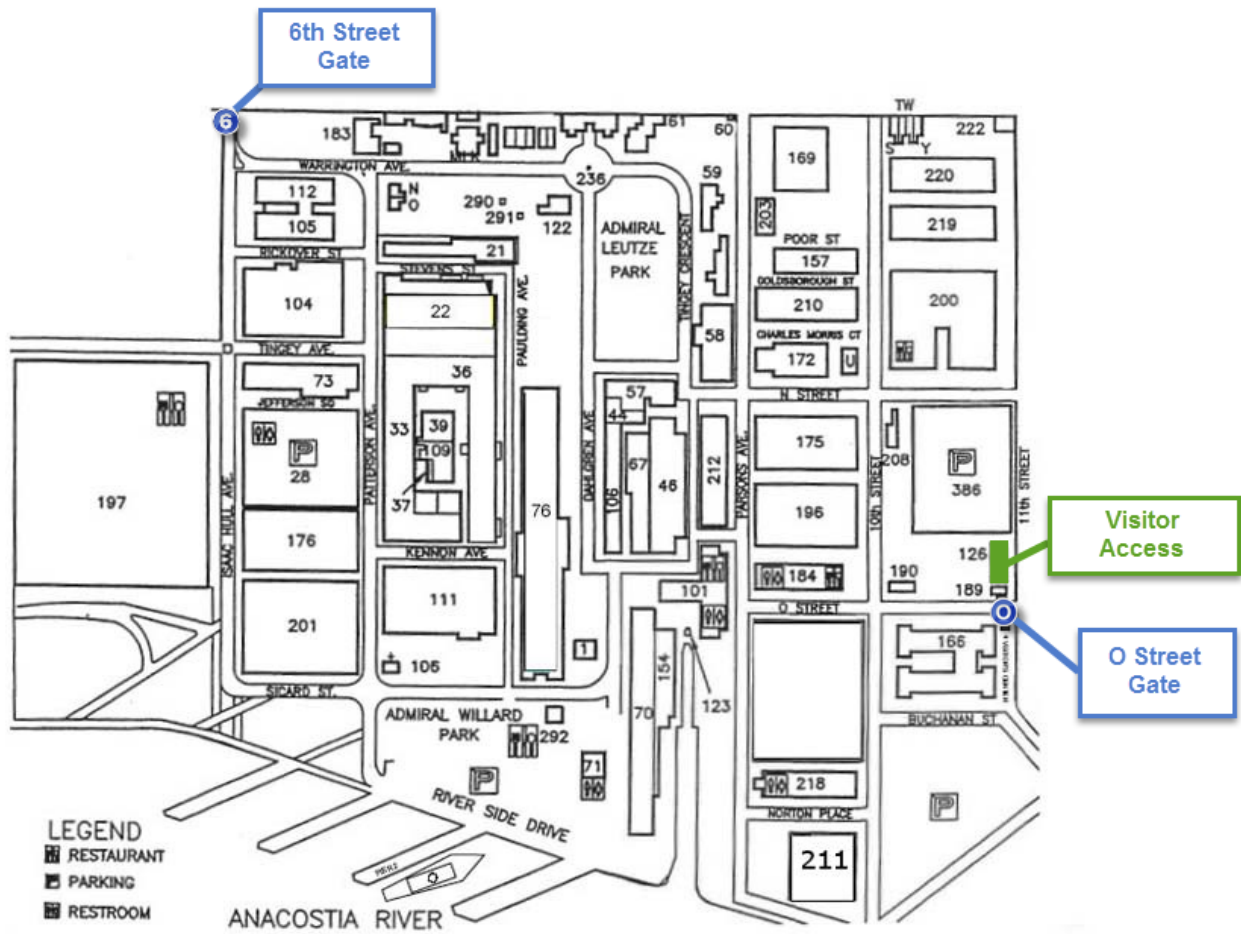 6th Street
Gate
6
183
MLK
236
61
60
TW
222
S
Y
WARRINGTON AVE.
112
105
N
O
290
291
122
59
169
203
220
219
RICKOVER ST.
21
STEVENS ST.
ADMIRAL
LEUTZE
PARK
POOR ST
157
GOLDSBOROUGH ST
104
22
PAULDING AVE.
TINGEY CRESCENT
210
200
58
CHARLES MORRIS CT
172
U
TINGEY AVE.
73
JEFFERSON SQ
36
57
44
N STREET
33
39
109
37
P
28
PATTERSON AVE.
DAHLGREN AVE.
106
67
46
212
PARSONS AVE.
175
196
10th STREET
208
P
386
11th STREET
197
ISAAC HULL AVE.
176
76
KENNON AVE
Visitor
Access
126
190
189
184
101
O STREET
O
O Street
Gate
201
111
106
1
154
70
123
166
SICARD ST.
BUCHANAN ST
ADMIRAL WILLARD
PARK
292
71
P
218
P
NORTON PLACE
211
RIVER SIDE DRIVE
LEGEND
RESTAURANT
PARKING
RESTROOM
ANACOSTIA RIVER